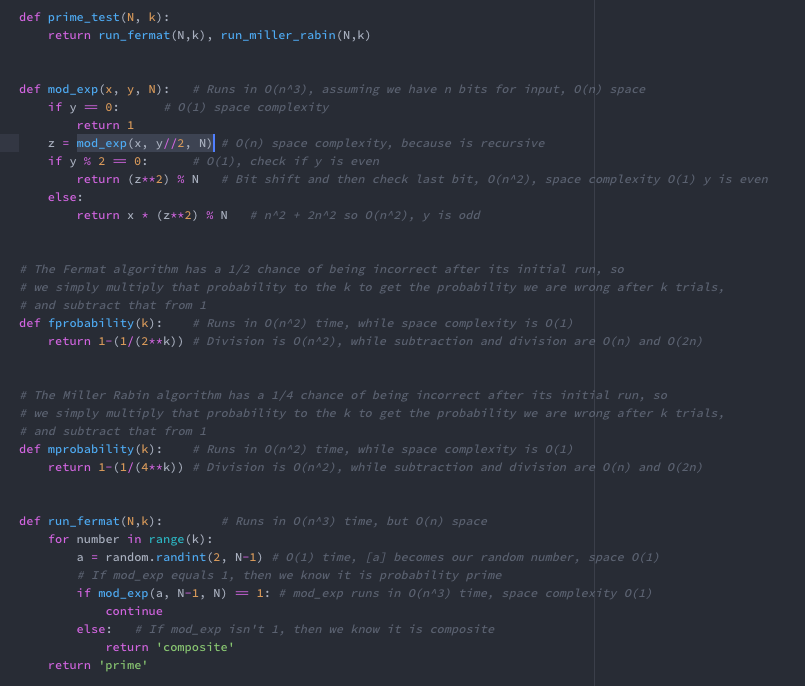 def prime_test(N, k):
    return run_fermat(N,k), run_miller_rabin(N,k)
def mod_exp(x, y, N):   # Runs in O(n^3), assuming we have n bits for input, O(n) space
    if y == 0:      # O(1) space complexity
        return 1
    z = mod_exp(x, y//2, N) # O(n) space complexity, because is recursive
    if y % 2 == 0:      # O(1), check if y is even
        return (z**2) % N   # Bit shift and then check last bit, O(n^2), space complexity O(1) y is even
    else:
        return x * (z**2) % N   # n^2 + 2n^2 so O(n^2), y is odd
# The Fermat algorithm has a 1/2 chance of being incorrect after its initial run, so
# we simply multiply that probability to the k to get the probability we are wrong after k trials,
# and subtract that from 1
def fprobability(k):    # Runs in O(n^2) time, while space complexity is O(1)
    return 1-(1/(2**k)) # Division is O(n^2), while subtraction and division are O(n) and O(2n)
# The Miller Rabin algorithm has a 1/4 chance of being incorrect after its initial run, so
# we simply multiply that probability to the k to get the probability we are wrong after k trials,
# and subtract that from 1
def mprobability(k):    # Runs in O(n^2) time, while space complexity is O(1)
    return 1-(1/(4**k)) # Division is O(n^2), while subtraction and division are O(n) and O(2n)
def run_fermat(N,k):        # Runs in O(n^3) time, but O(n) space
    for number in range(k):
        a = random.randint(2, N-1) # O(1) time, [a] becomes our random number, space O(1)
        # If mod_exp equals 1, then we know it is probability prime
        if mod_exp(a, N-1, N) == 1: # mod_exp runs in O(n^3) time, space complexity O(1)
            continue
        else:   # If mod_exp isn't 1, then we know it is composite
            return 'composite'
    return 'prime'